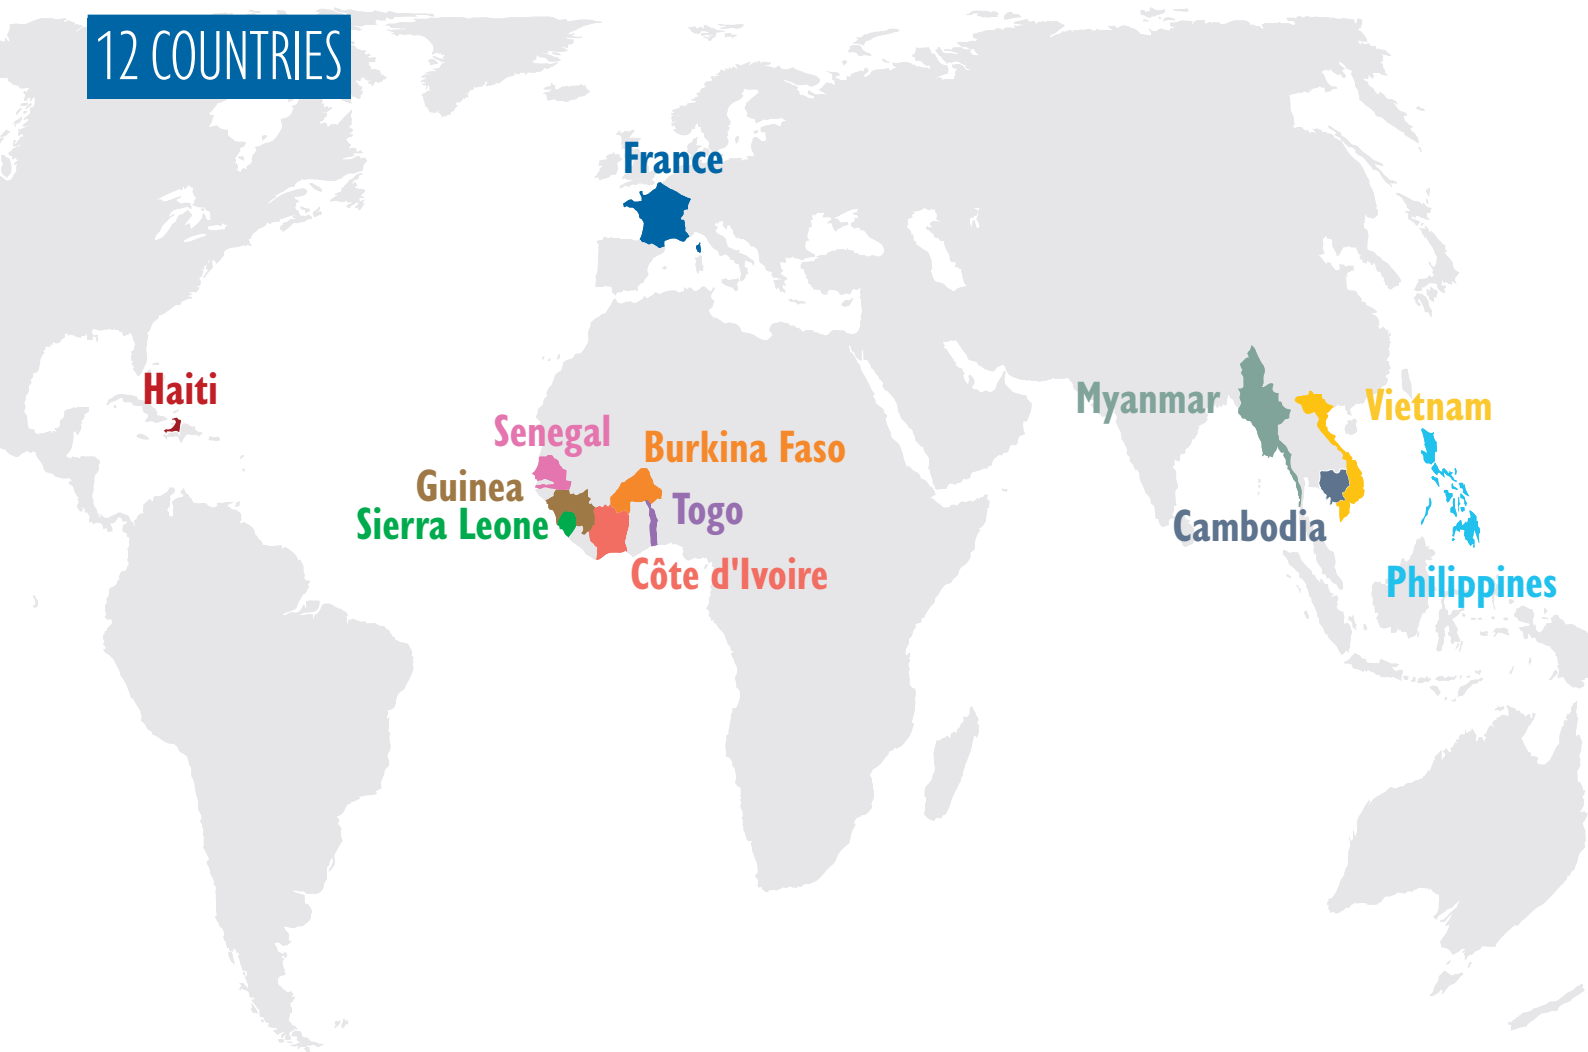 12 COUNTRIES
France
Haiti
Senegal
Burkina Faso
Guinea
Togo
Sierra Leone
Côte d'Ivoire
Myanmar
Vietnam
Cambodia
Philippines